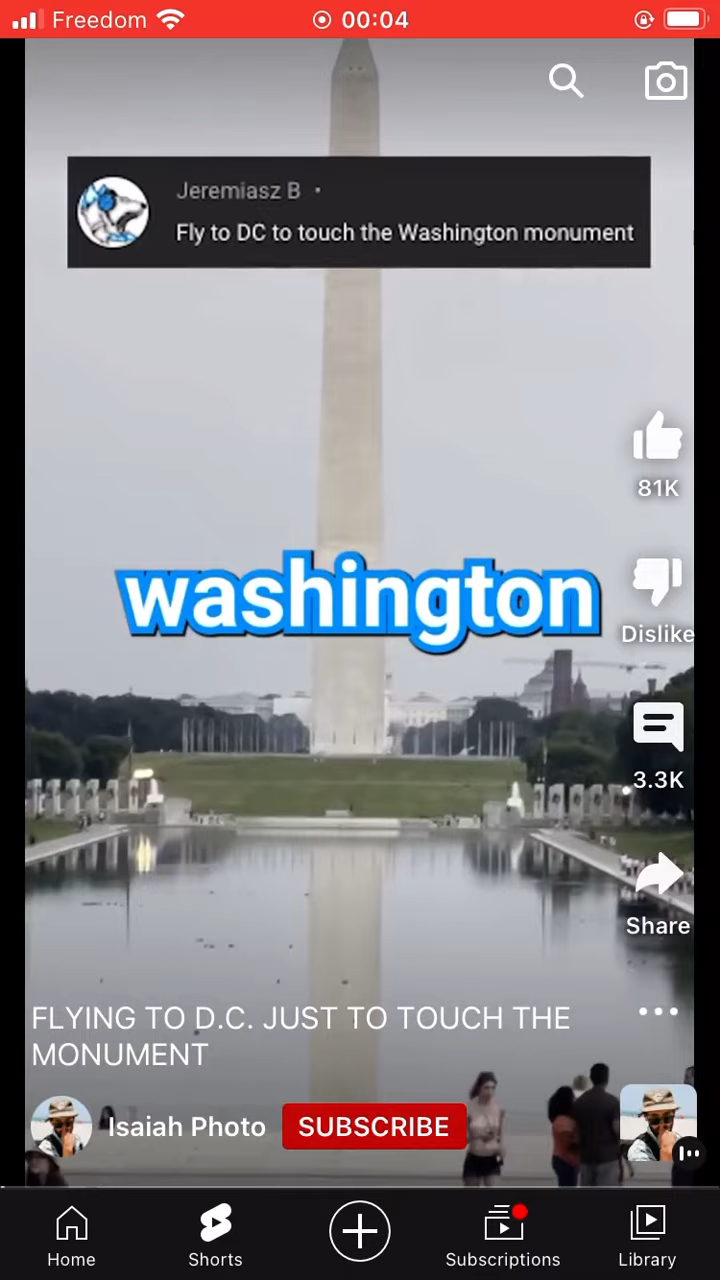 Freedom
00:04
Jeremiasz B •
Fly to DC to touch the Washington monument
81K
washington
Dislike
3.3K
Share
FLYING TO D.C. JUST TO TOUCH THE
MONUMENT
Isaiah Photo
SUBSCRIBE
Home
Shorts
Subscriptions
Library